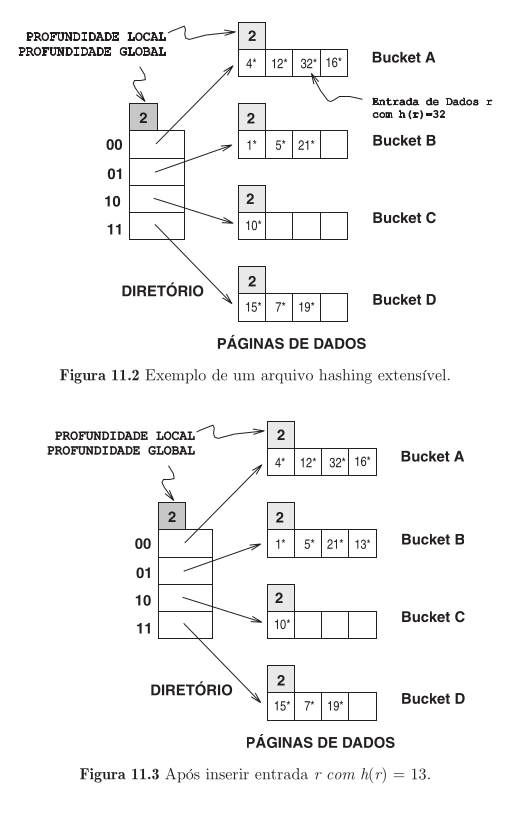 PROFUNDIDADE LOCAL
PROFUNDIDADE GLOBAL
2
4* 12* 32* 16*
Bucket A
Entrada de Dados r
com h(r)=32
2
00
01
10
11
2
1* 5* 21*
Bucket B
2
10*
Bucket C
2
15* 7* 19*
Bucket D
DIRETÓRIO
PÁGINAS DE DADOS
Figura 11.2 Exemplo de um arquivo hashing extensível.
PROFUNDIDADE LOCAL
PROFUNDIDADE GLOBAL
2
4* 12* 32* 16*
Bucket A
2
00
01
10
11
2
1* 5* 21* 13*
Bucket B
2
10*
Bucket C
2
15* 7* 19*
Bucket D
DIRETÓRIO
PÁGINAS DE DADOS
Figura 11.3 Após inserir entrada r com h(r) = 13.